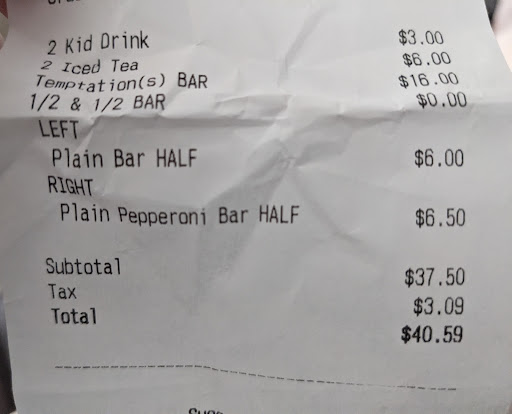 2 Kid Drink $3.00
2 Iced Tea $6.00
Temptation(s) BAR $16.00
1/2 & 1/2 BAR $0.00
LEFT
Plain Bar HALF $6.00
RIGHT
Plain Pepperoni Bar HALF $6.50
Subtotal $37.50
Tax $3.09
Total $40.59